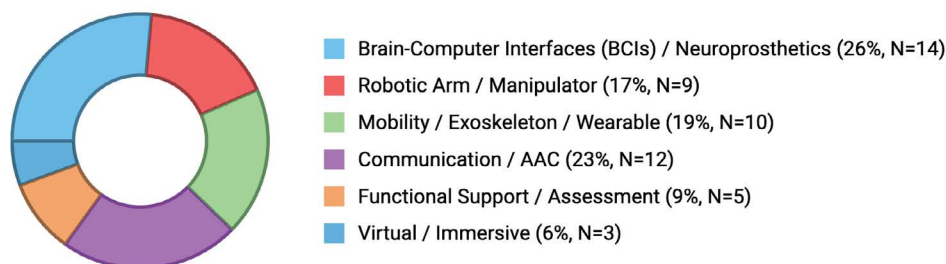 Brain-Computer Interfaces (BCIs) / Neuroprosthetics (26%, N=14)
Robotic Arm / Manipulator (17%, N=9)
Mobility / Exoskeleton / Wearable (19%, N=10)
Communication / AAC (23%, N=12)
Functional Support / Assessment (9%, N=5)
Virtual / Immersive (6%, N=3)